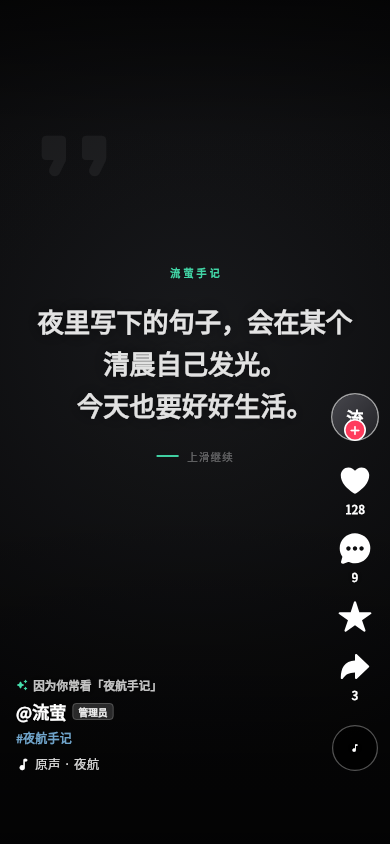 流萤手记
夜里写下的句子，会在某个
清晨自己发光。
今天也要好好生活。
上滑继续
流
128
9
3
因为你常看「夜航手记」
@流萤 管理员
#夜航手记
原声 · 夜航